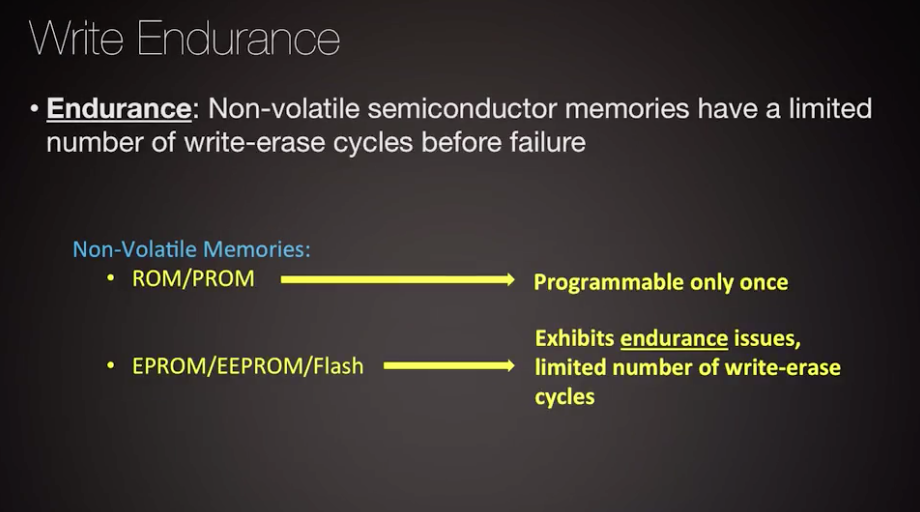 Write Endurance
• Endurance: Non-volatile semiconductor memories have a limited
number of write-erase cycles before failure
Non-Volatile Memories:
• ROM/PROM
Programmable only once
• EPROM/EEPROM/Flash
Exhibits endurance issues,
limited number of write-erase
cycles